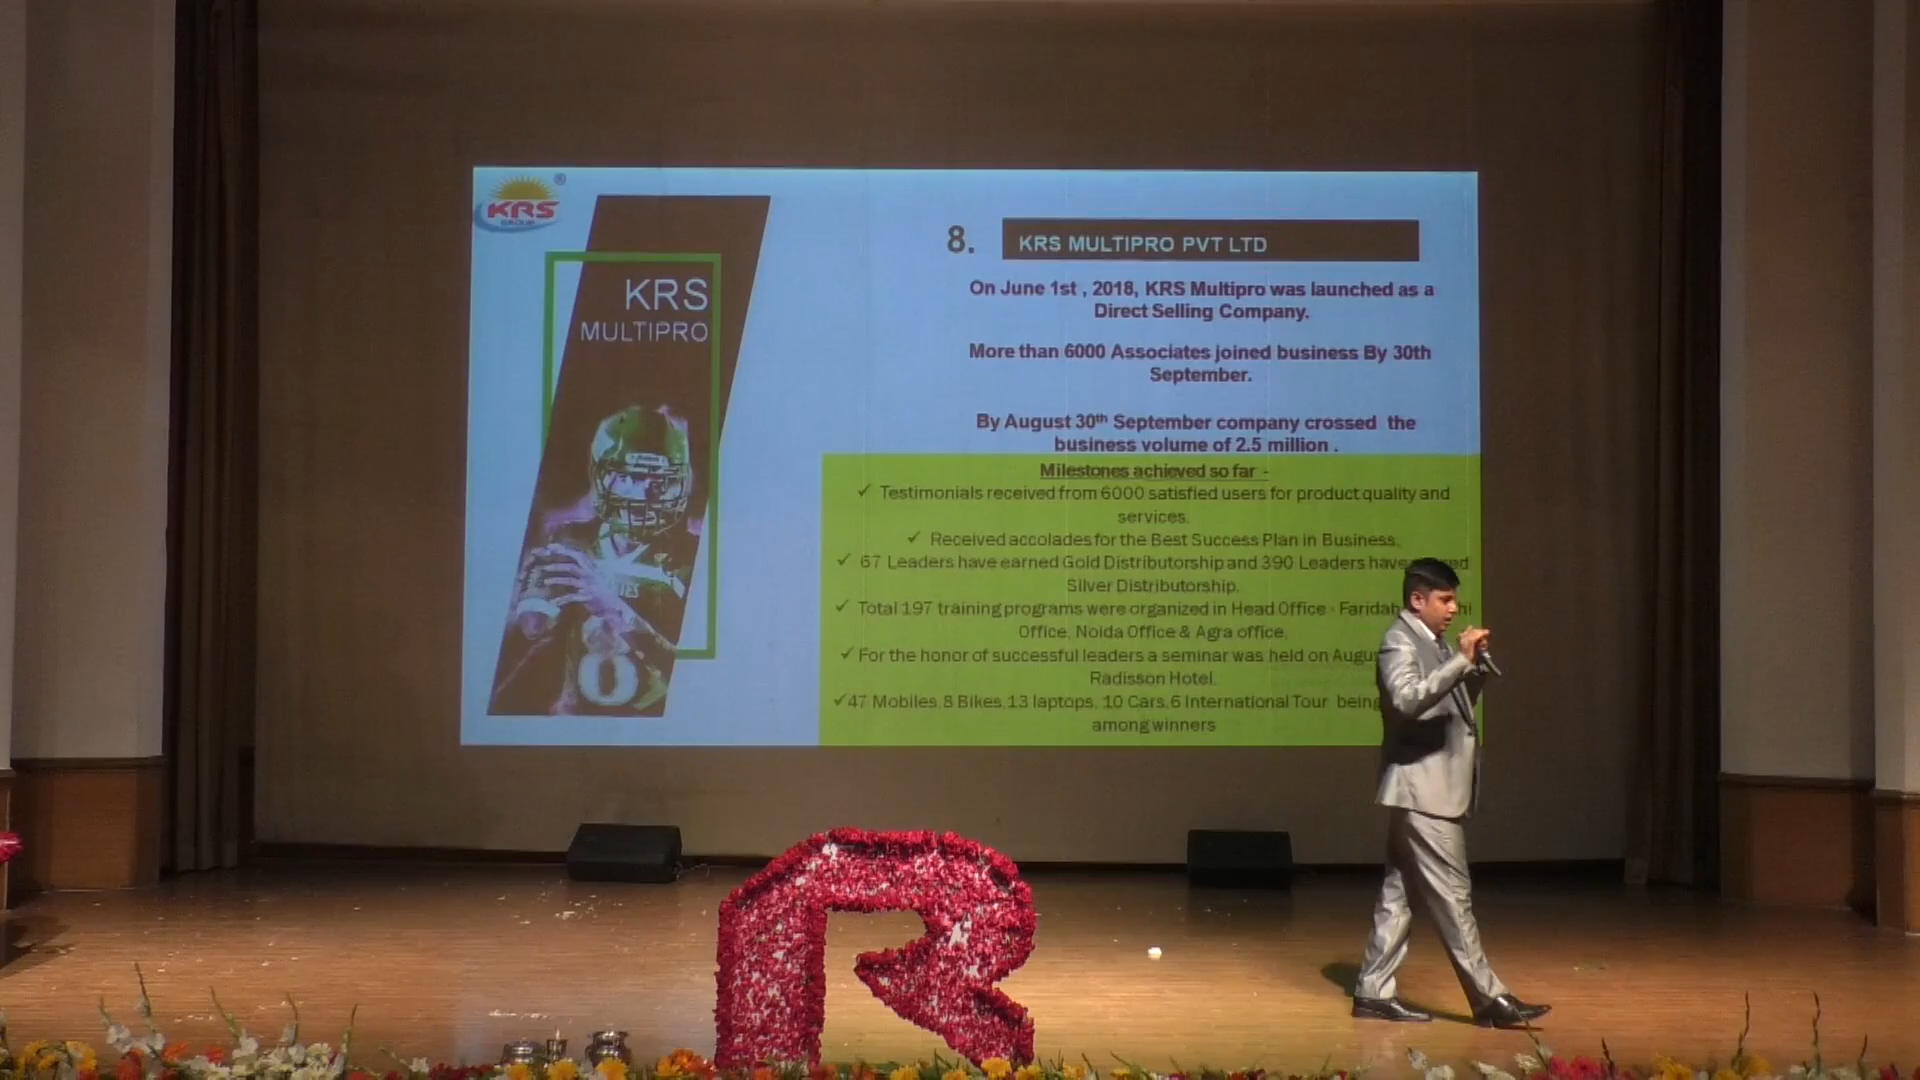 KRS
GROUP
®
KRS
MULTIPRO
8. KRS MULTIPRO PVT LTD
On June 1st , 2018, KRS Multipro was launched as a
Direct Selling Company.
More than 6000 Associates joined business By 30th
September.
By August 30th September company crossed the
business volume of 2.5 million .
Milestones achieved so far -
✓ Testimonials received from 6000 satisfied users for product quality and
services.
✓ Received accolades for the Best Success Plan in Business.
✓ 67 Leaders have earned Gold Distributorship and 390 Leaders have
Silver Distributorship.
✓ Total 197 training programs were organized in Head Office -
Office, Noida Office & Agra office.
✓ For the honor of successful leaders a seminar was held on
Radisson Hotel.
✓ 47 Mobiles,8 Bikes,13 laptops, 10 Cars,6 International Tour being
among winners
R